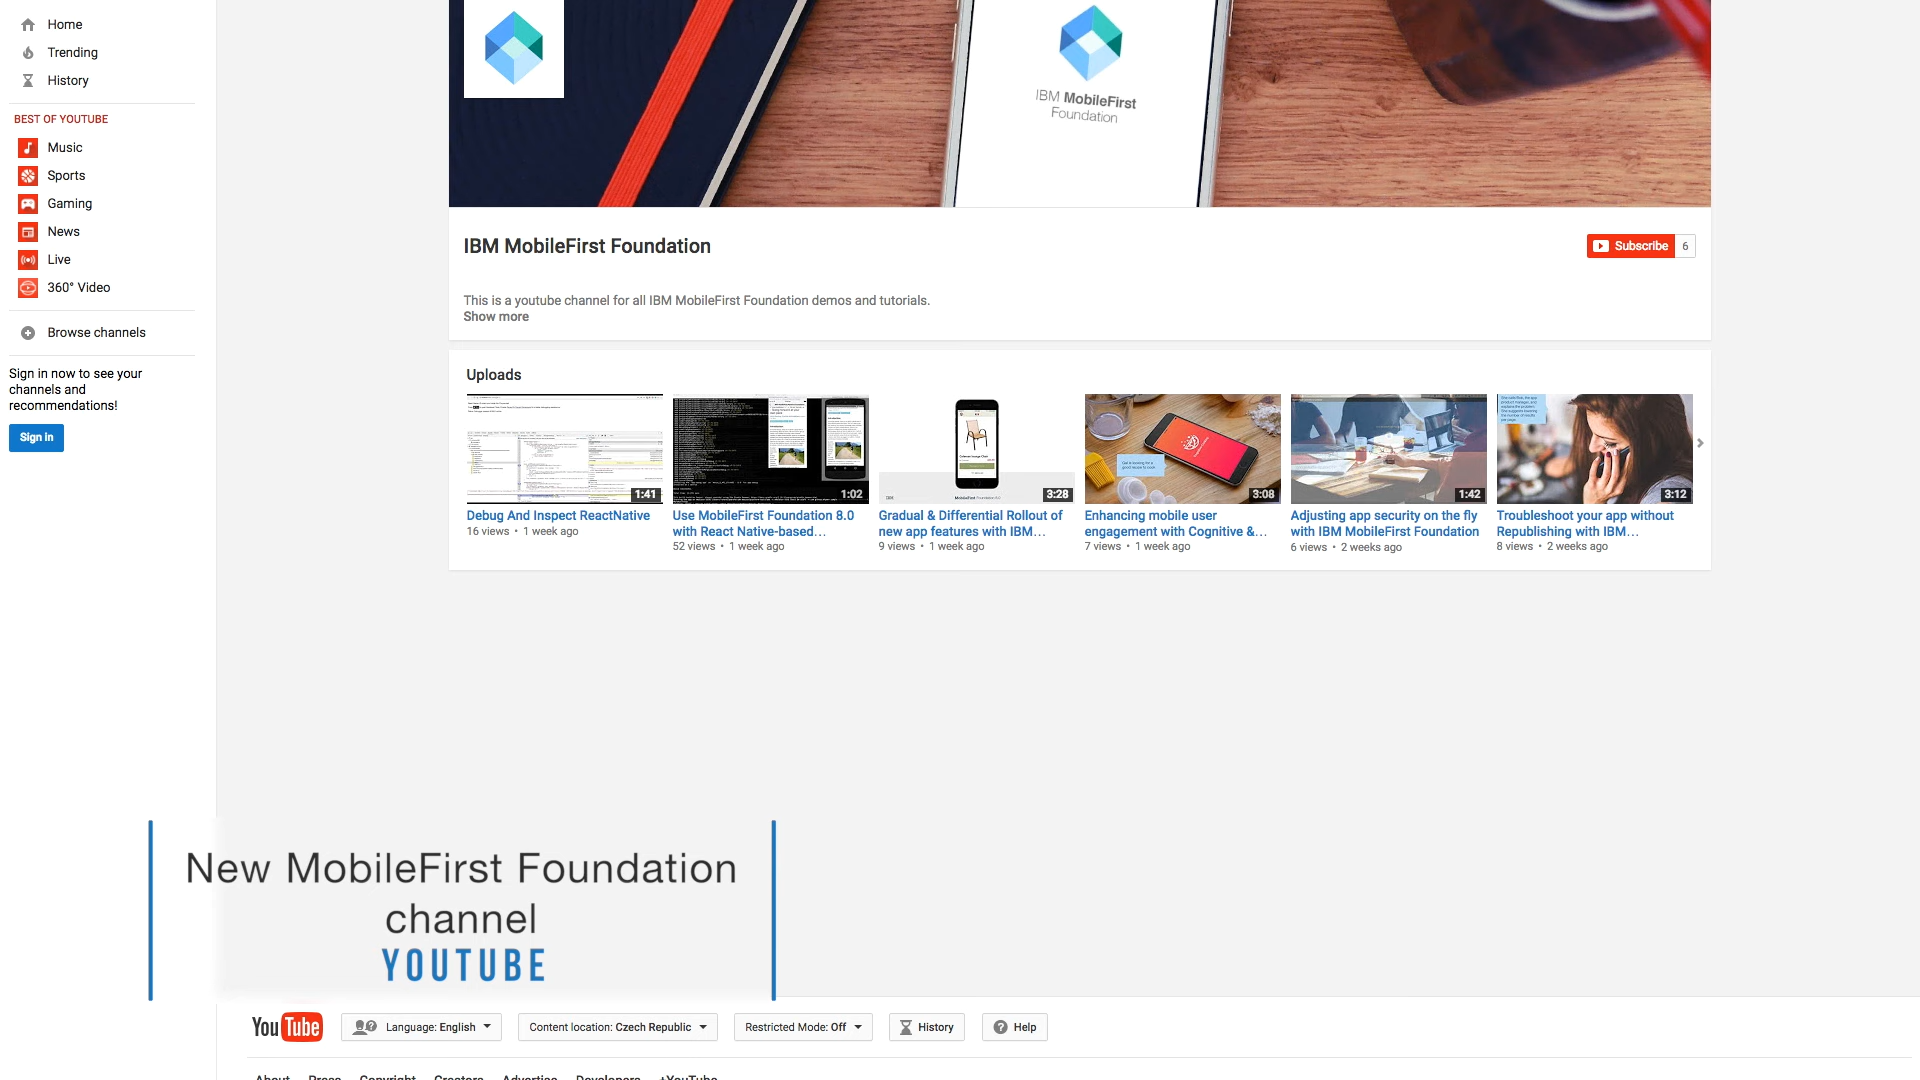 Home
Trending
History
BEST OF YOUTUBE
Music
Sports
Gaming
News
Live
360° Video
Browse channels
Sign in now to see your
channels and
recommendations!
Sign in
IBM MobileFirst
Foundation
IBM MobileFirst Foundation
Subscribe 6
This is a youtube channel for all IBM MobileFirst Foundation demos and tutorials.
Show more
Uploads
1:41
Debug And Inspect ReactNative
16 views • 1 week ago
1:02
Use MobileFirst Foundation 8.0
with React Native-based...
52 views • 1 week ago
3:28
Gradual & Differential Rollout of
new app features with IBM...
9 views • 1 week ago
3:08
Enhancing mobile user
engagement with Cognitive &...
7 views • 1 week ago
1:42
Adjusting app security on the fly
with IBM MobileFirst Foundation
6 views • 2 weeks ago
3:12
Troubleshoot your app without
Republishing with IBM...
8 views • 2 weeks ago
New MobileFirst Foundation
channel
YOUTUBE
YouTube
Language: English
Content location: Czech Republic
Restricted Mode: Off
History
Help
About Press Copyright Creators Advertise Developers +YouTube